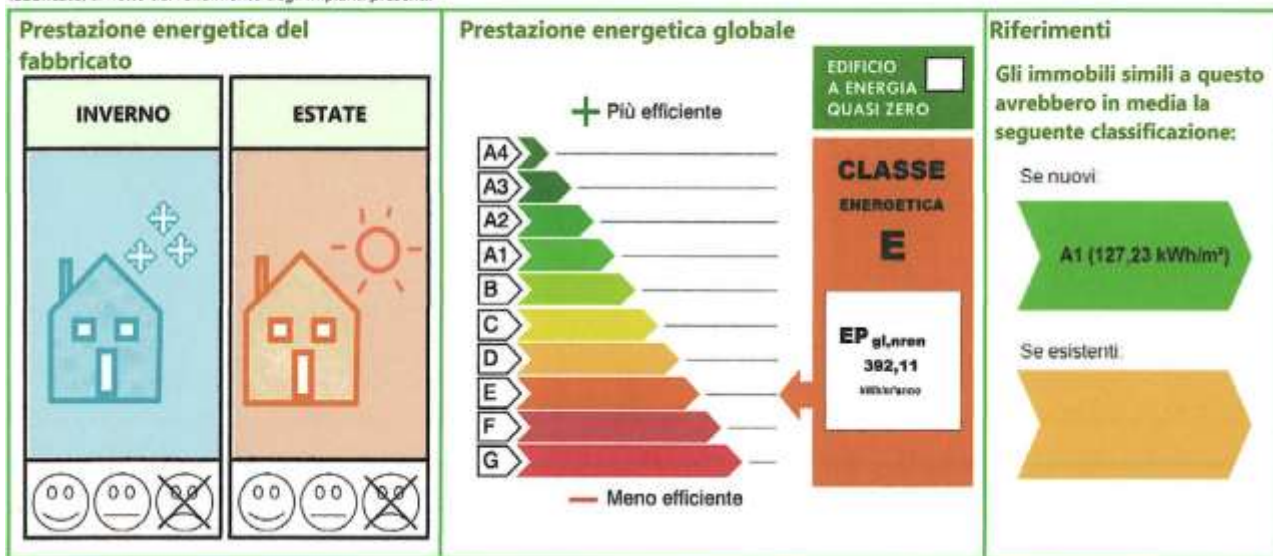 Prestazione energetica del
fabbricato
INVERNO
ESTATE
Prestazione energetica globale
Più efficiente
A4
A3
A2
A1
B
C
D
E
F
G
Meno efficiente
EDIFICIO
A ENERGIA
QUASI ZERO
CLASSE
ENERGETICA
E
EP gl,nren
392,11
kWh/m²anno
Riferimenti
Gli immobili simili a questo
avrebbero in media la
seguente classificazione:
Se nuovi:
A1 (127,23 kWh/m²)
Se esistenti: